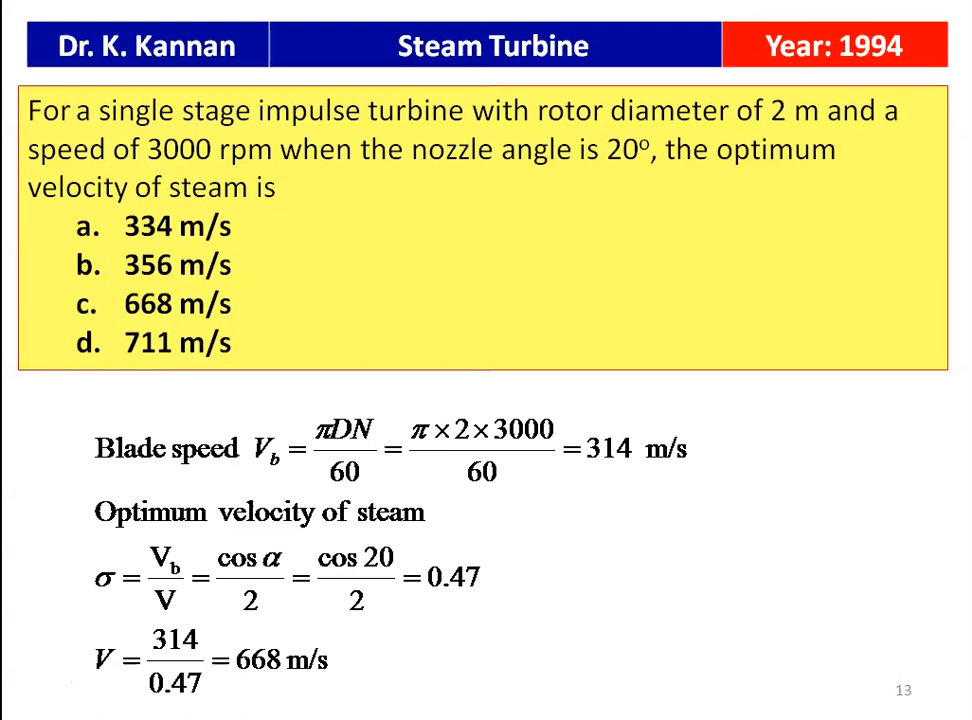 Dr. K. Kannan Steam Turbine Year: 1994
For a single stage impulse turbine with rotor diameter of 2 m and a
speed of 3000 rpm when the nozzle angle is 20º, the optimum
velocity of steam is
a. 334 m/s
b. 356 m/s
c. 668 m/s
d. 711 m/s
Blade speed V_b = πDN/60 = π × 2 × 3000/60 = 314 m/s
Optimum velocity of steam
σ = V_b/V = cos α/2 = cos 20/2 = 0.47
V = 314/0.47 = 668 m/s
13